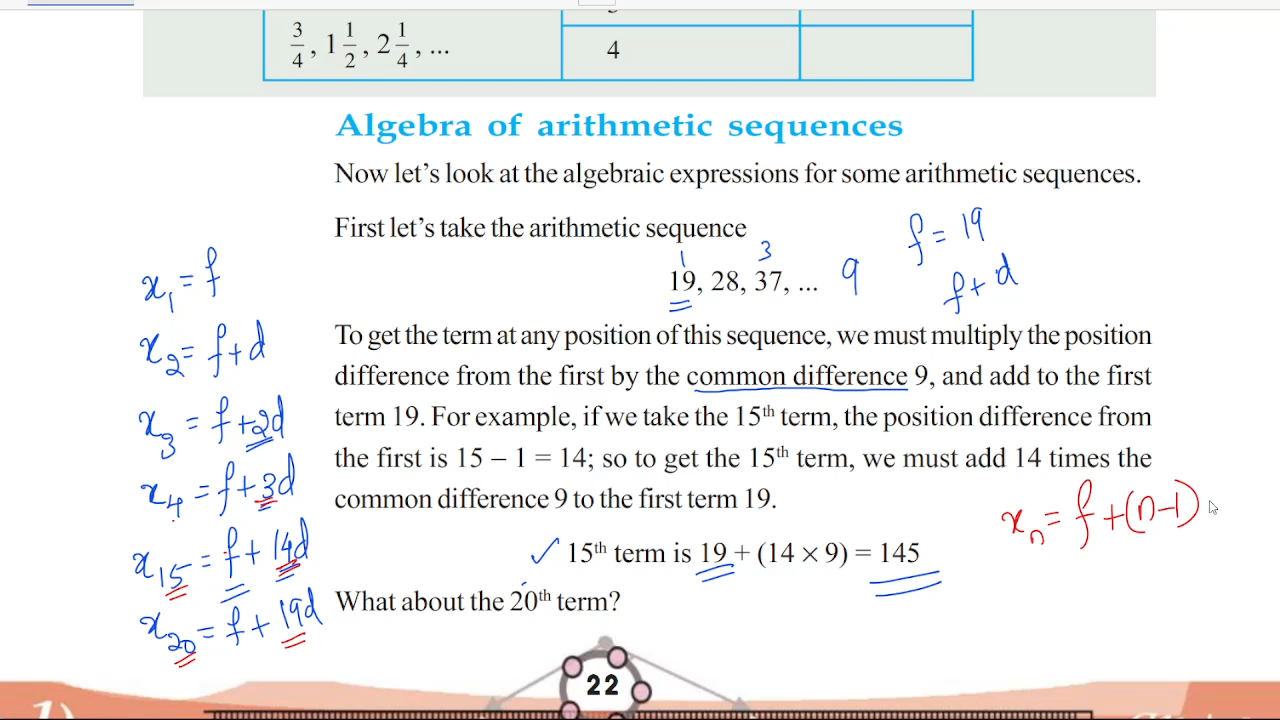 3/4, 1 1/2, 2 1/4, ...
4
Algebra of arithmetic sequences
Now let's look at the algebraic expressions for some arithmetic sequences.
First let's take the arithmetic sequence
f = 19
1 3
19, 28, 37, ... 9
f + d
x₁ = f
x₂ = f + d
To get the term at any position of this sequence, we must multiply the position
difference from the first by the common difference 9, and add to the first
term 19. For example, if we take the 15th term, the position difference from
the first is 15 – 1 = 14; so to get the 15th term, we must add 14 times the
common difference 9 to the first term 19.
x₃ = f + 2d
x₄ = f + 3d
x₁₅ = f + 14d
x₂₀ = f + 19d
xₙ = f + (n-1)
✓ 15th term is 19 + (14 × 9) = 145
What about the 20th term?
22
1)